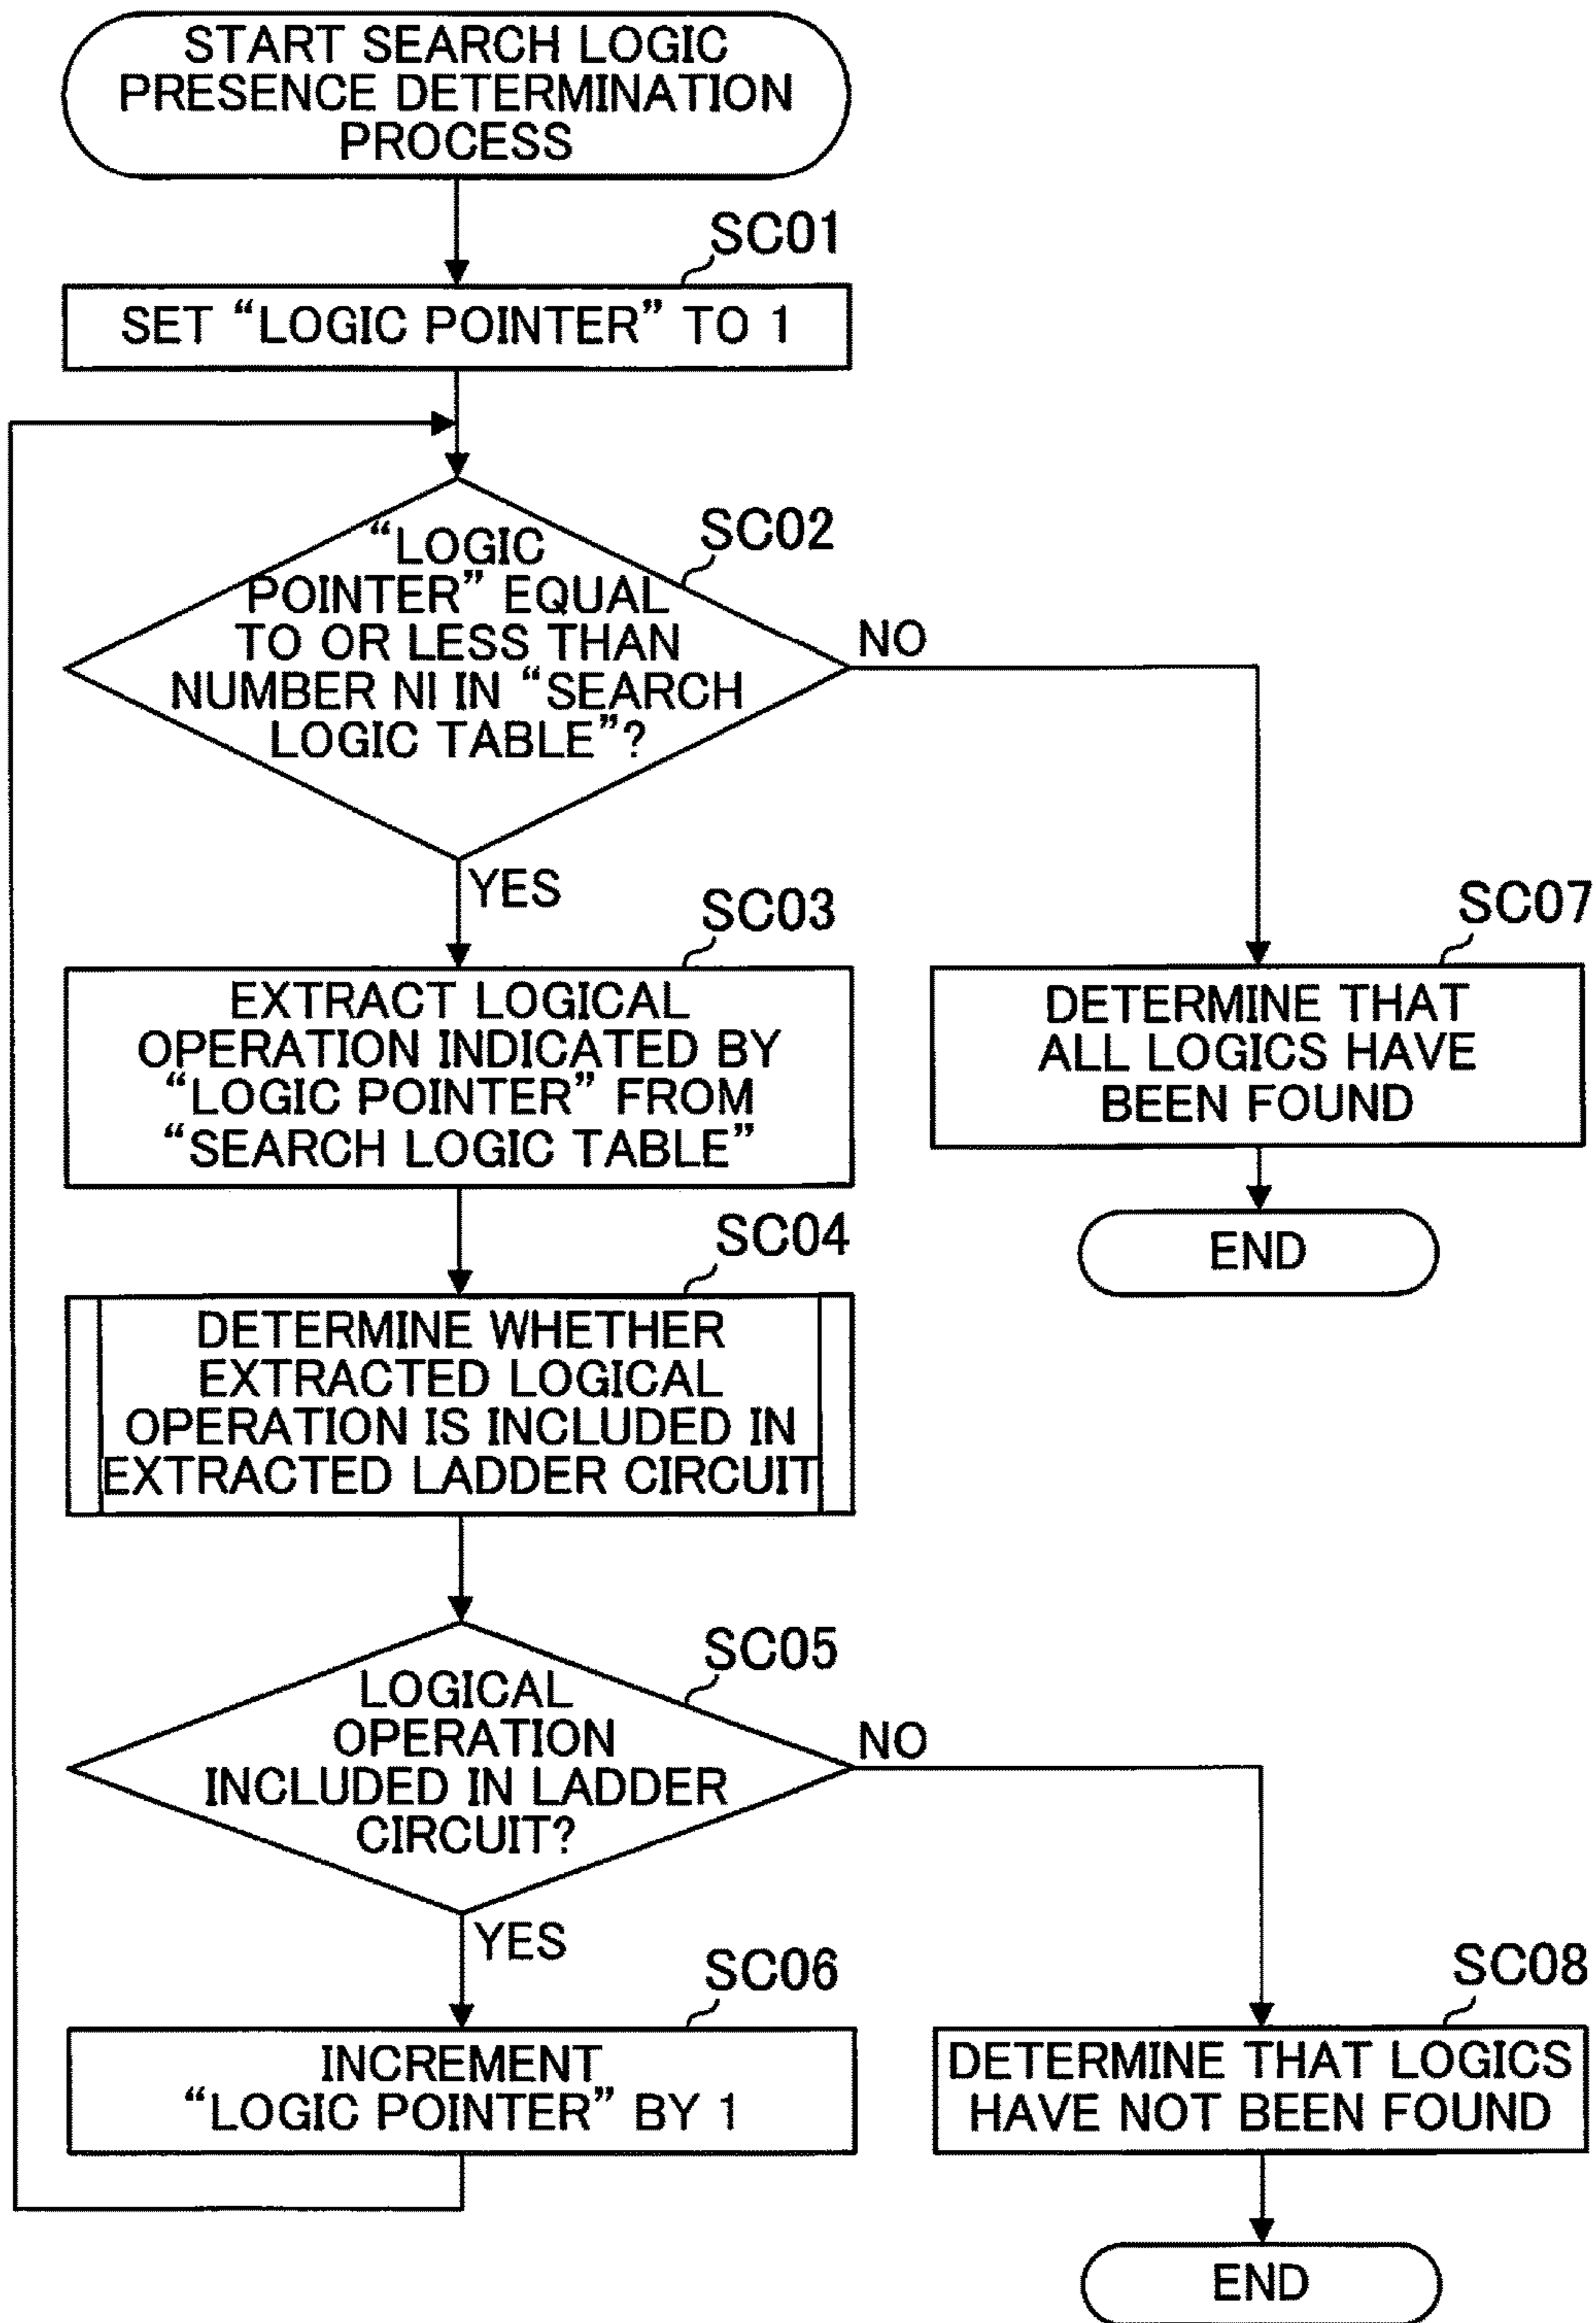 START SEARCH LOGIC
PRESENCE DETERMINATION
PROCESS
SC01
SET “LOGIC POINTER” TO 1
SC02
“LOGIC
POINTER” EQUAL
TO OR LESS THAN
NUMBER NI IN “SEARCH
LOGIC TABLE”?
NO
YES
SC03
EXTRACT LOGICAL
OPERATION INDICATED BY
“LOGIC POINTER” FROM
“SEARCH LOGIC TABLE”
SC07
DETERMINE THAT
ALL LOGICS HAVE
BEEN FOUND
END
SC04
DETERMINE WHETHER
EXTRACTED LOGICAL
OPERATION IS INCLUDED IN
EXTRACTED LADDER CIRCUIT
SC05
LOGICAL
OPERATION
INCLUDED IN LADDER
CIRCUIT?
NO
YES
SC06
INCREMENT
“LOGIC POINTER” BY 1
SC08
DETERMINE THAT LOGICS
HAVE NOT BEEN FOUND
END